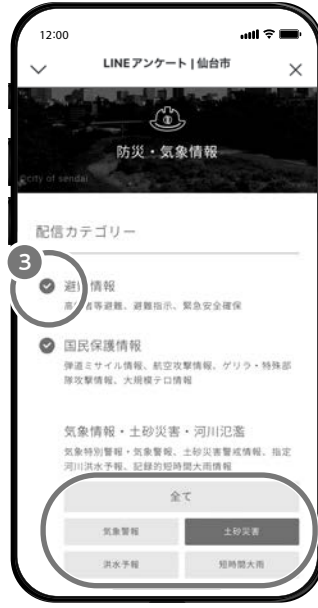 12:00
LINEアンケート | 仙台市
防災・気象情報
©city of sendai
配信カテゴリー
3
避 情報
高 者等避難、避難指示、緊急安全確保
国民保護情報
弾道ミサイル情報、航空攻撃情報、ゲリラ・特殊部
隊攻撃情報、大規模テロ情報
気象情報・土砂災害・河川氾濫
気象特別警報・気象警報、土砂災害警戒情報、指定
河川洪水予報、記録的短時間大雨情報
全て
気象警報
土砂災害
洪水予報
短時間大雨